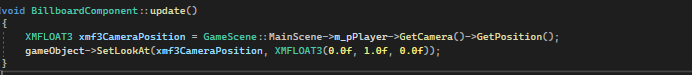 void BillboardComponent::update()
{
XMFLOAT3 xmf3CameraPosition = GameScene::MainScene->m_pPlayer->GetCamera()->GetPosition();
gameObject->SetLookAt(xmf3CameraPosition, XMFLOAT3(0.0f, 1.0f, 0.0f));
}